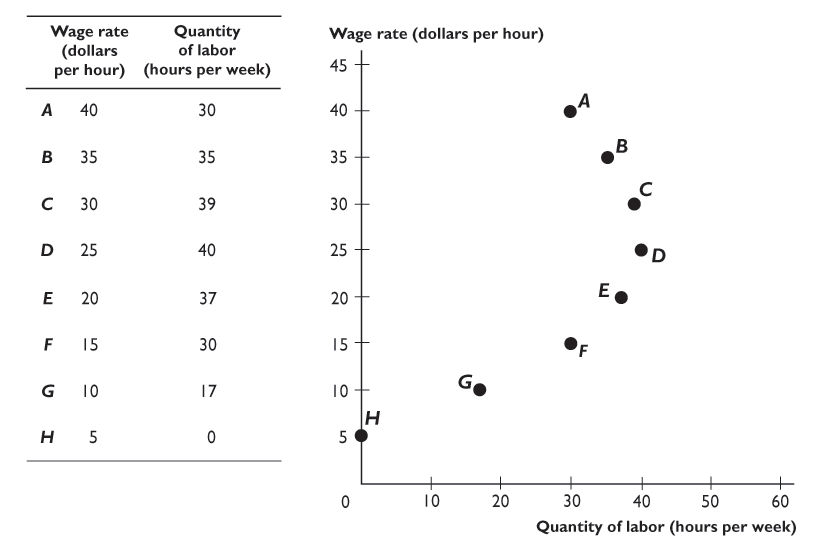 Wage rate
(dollars
per hour)
Quantity
of labor
(hours per week)
A 40 30
B 35 35
C 30 39
D 25 40
E 20 37
F 15 30
G 10 17
H 5 0
Wage rate (dollars per hour)
45
40
35
30
25
20
15
10
5
A
B
C
D
E
F
G
H
0 10 20 30 40 50 60
Quantity of labor (hours per week)